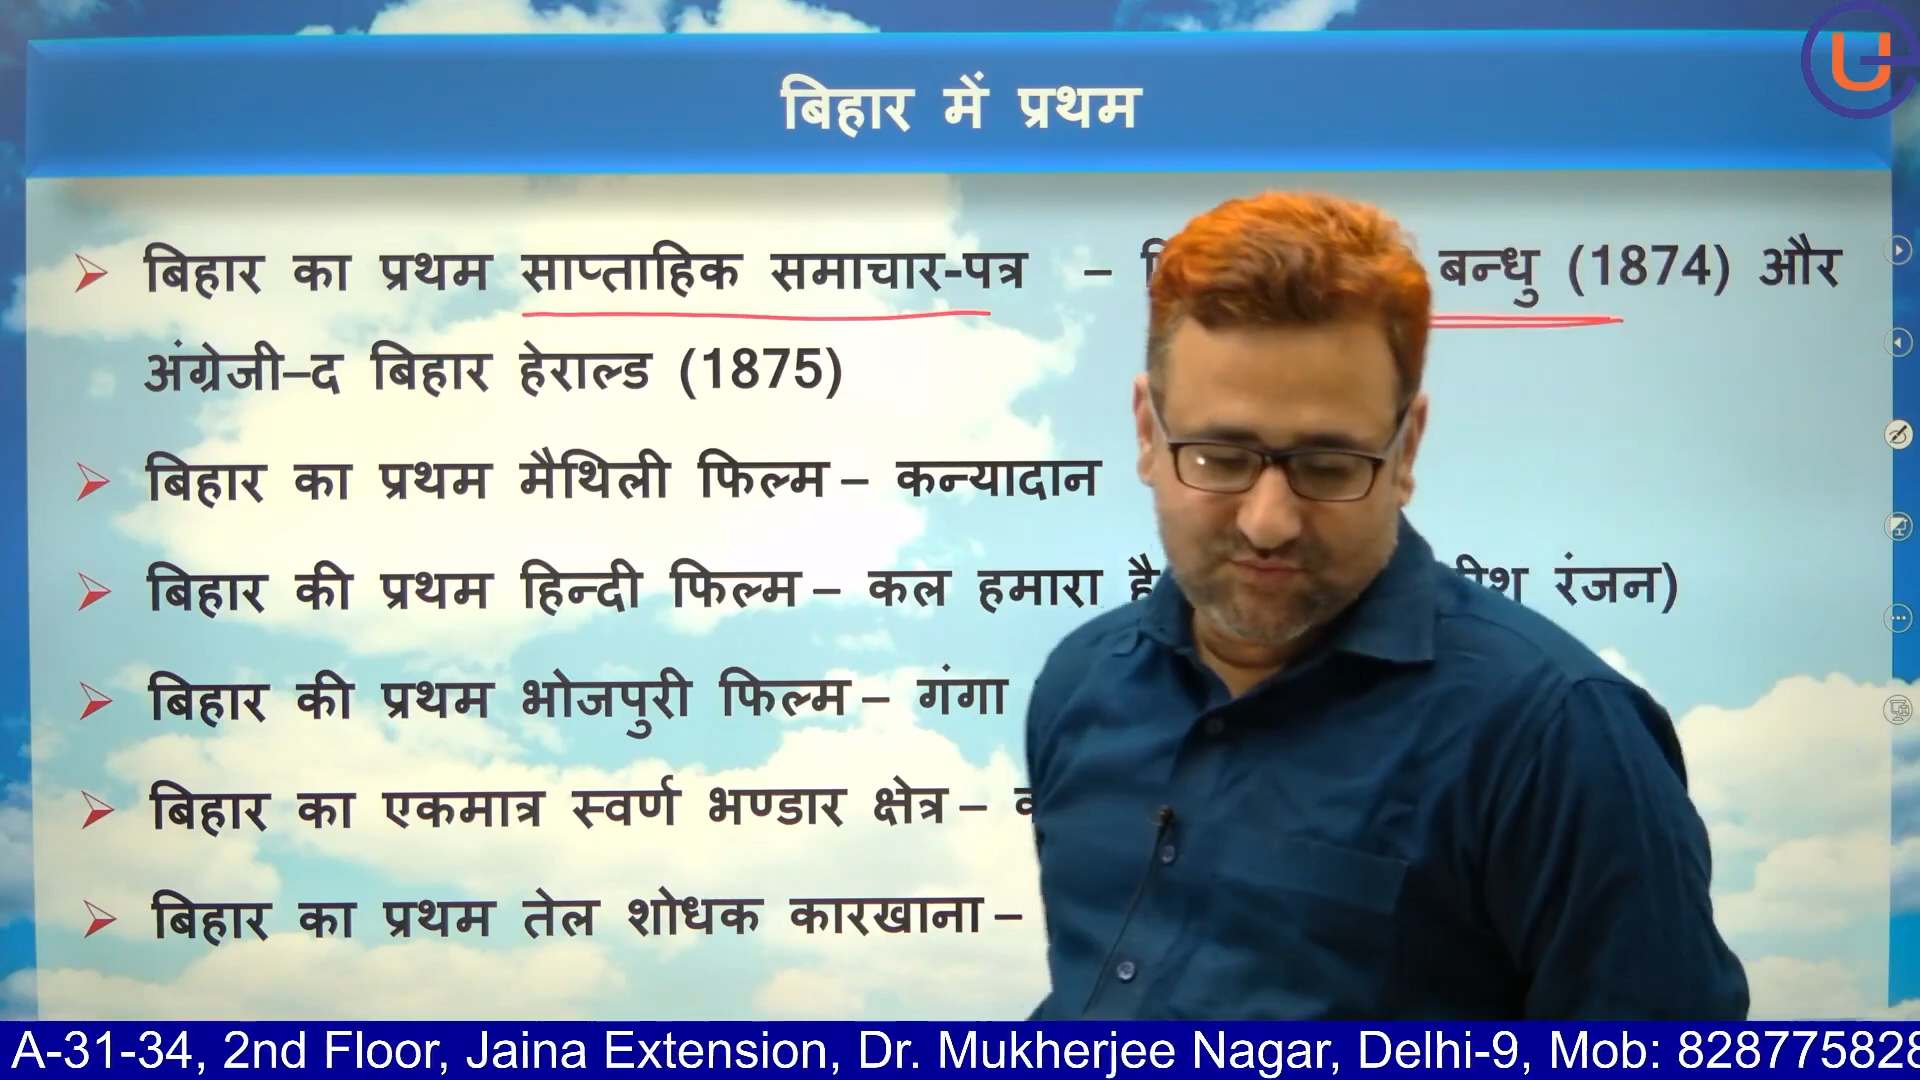 बिहार में प्रथम
बिहार का प्रथम साप्ताहिक समाचार-पत्र – बन्धु (1874) और
अंग्रेजी–द बिहार हेराल्ड (1875)
बिहार का प्रथम मैथिली फिल्म – कन्यादान
बिहार की प्रथम हिन्दी फिल्म – कल हमारा है रंजन)
बिहार की प्रथम भोजपुरी फिल्म – गंगा
बिहार का एकमात्र स्वर्ण भण्डार क्षेत्र –
बिहार का प्रथम तेल शोधक कारखाना –
A-31-34, 2nd Floor, Jaina Extension, Dr. Mukherjee Nagar, Delhi-9, Mob: